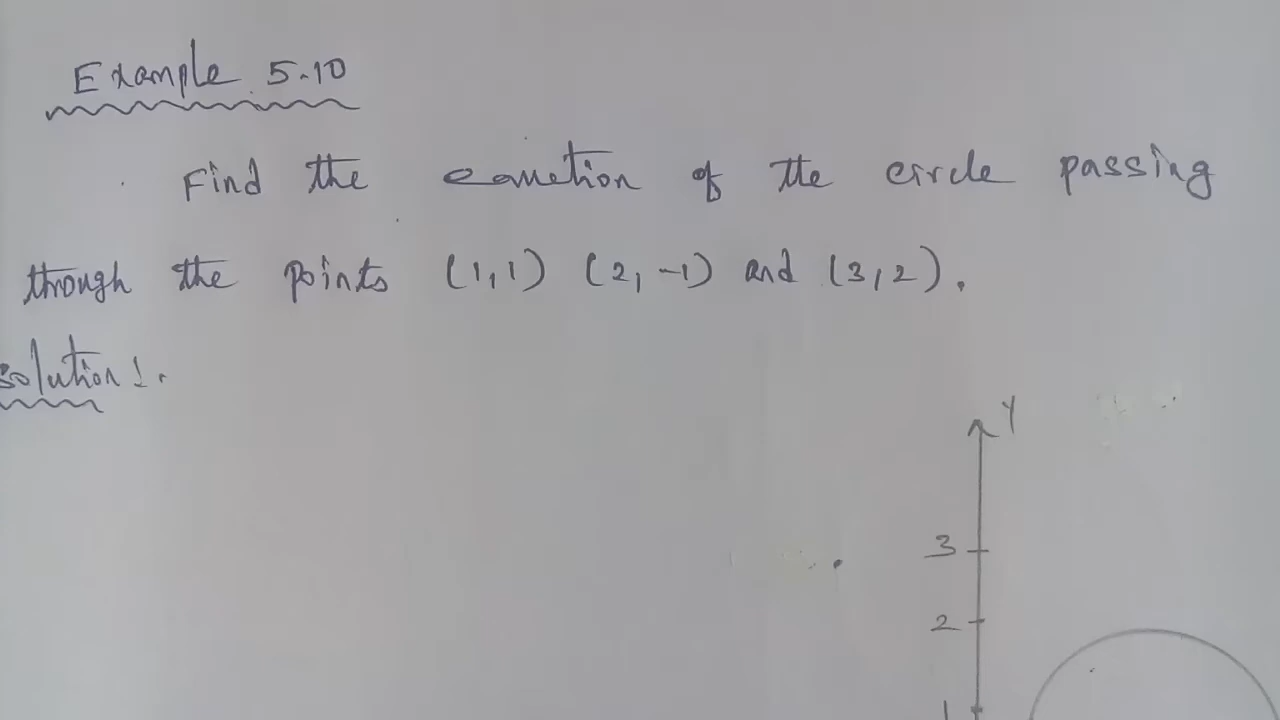 Example 5.10
Find the equation of the circle passing
though the points (1,1) (2,-1) and (3,2).
solution:.
Y
3
2
1